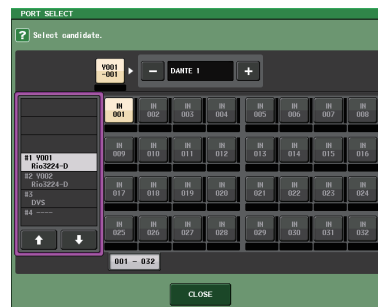 PORT SELECT
? Select candidate.
Y001
-001
− DANTE 1 +
IN 001 IN 002 IN 003 IN 004 IN 005 IN 006 IN 007 IN 008
IN 009 IN 010 IN 011 IN 012 IN 013 IN 014 IN 015 IN 016
#1 Y001
Rio3224-D
#2 Y002
Rio3224-D
#3
DVS
#4 ----
IN 017 IN 018 IN 019 IN 020 IN 021 IN 022 IN 023 IN 024
IN 025 IN 026 IN 027 IN 028 IN 029 IN 030 IN 031 IN 032
001 - 032
CLOSE